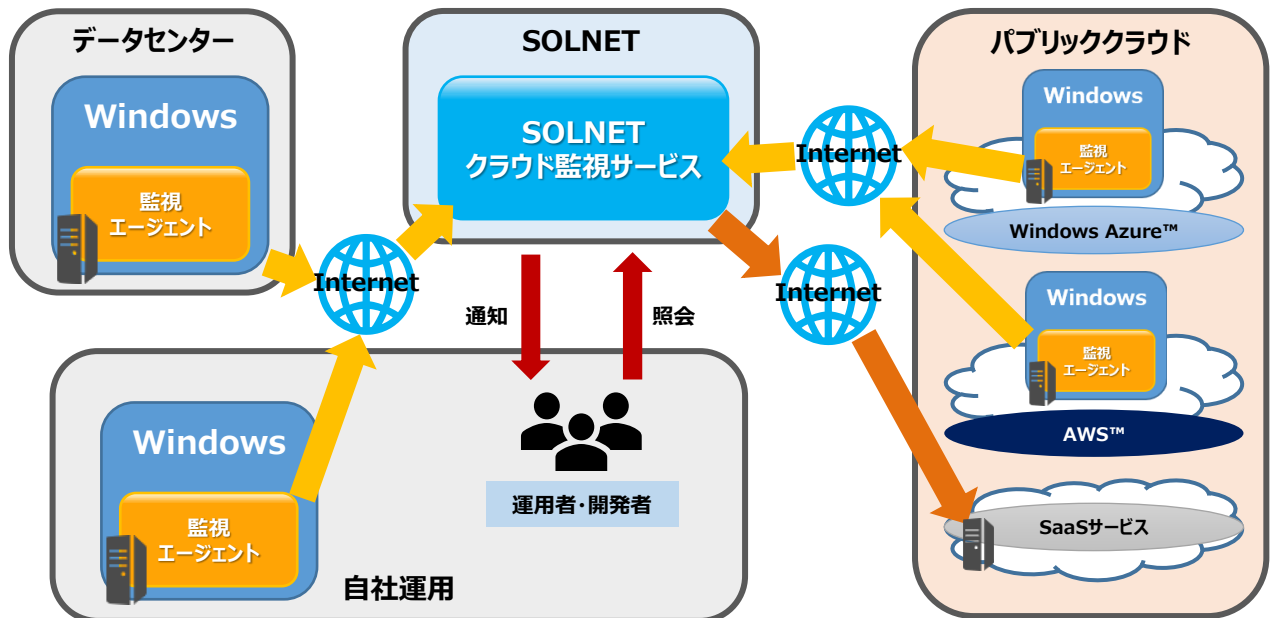 データセンター
Windows
監視
エージェント
Internet
SOLNET
SOLNET
クラウド監視サービス
通知
照会
Internet
Internet
パブリッククラウド
Windows
監視
エージェント
Windows Azure™
Windows
監視
エージェント
AWS™
SaaSサービス
Windows
監視
エージェント
自社運用
運用者・開発者